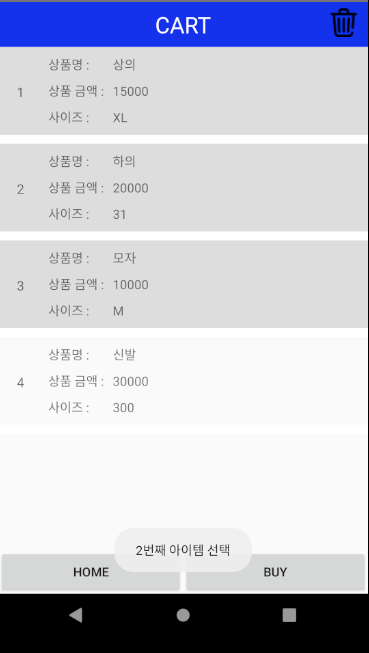 CART
상품명 : 상의
1 상품 금액 : 15000
사이즈 : XL
상품명 : 하의
2 상품 금액 : 20000
사이즈 : 31
상품명 : 모자
3 상품 금액 : 10000
사이즈 : M
상품명 : 신발
4 상품 금액 : 30000
사이즈 : 300
2번째 아이템 선택
HOME BUY